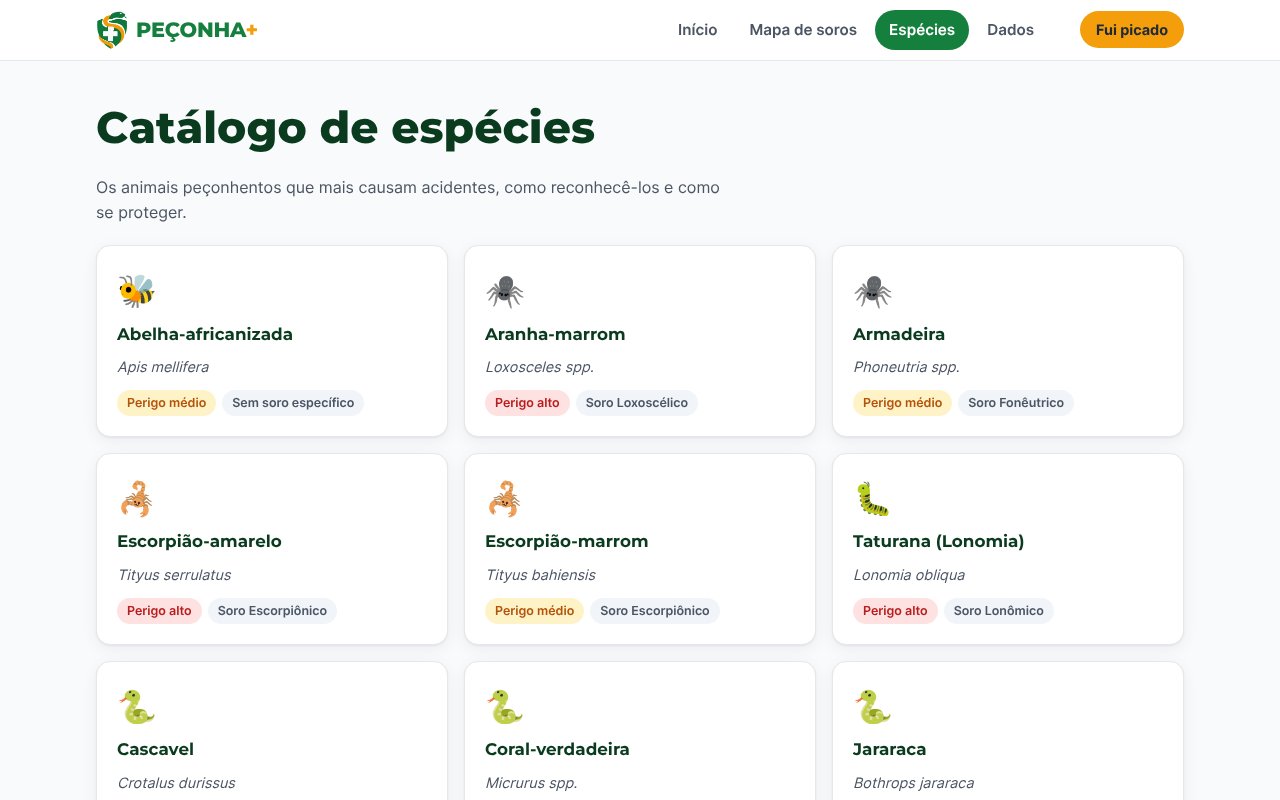 PEÇONHA+
Início
Mapa de soros
Espécies
Dados
Fui picado
Catálogo de espécies
Os animais peçonhentos que mais causam acidentes, como reconhecê-los e como
se proteger.
Abelha-africanizada
Apis mellifera
Perigo médio
Sem soro específico
Aranha-marrom
Loxosceles spp.
Perigo alto
Soro Loxoscélico
Armadeira
Phoneutria spp.
Perigo médio
Soro Fonêutrico
Escorpião-amarelo
Tityus serrulatus
Perigo alto
Soro Escorpiônico
Escorpião-marrom
Tityus bahiensis
Perigo médio
Soro Escorpiônico
Taturana (Lonomia)
Lonomia obliqua
Perigo alto
Soro Lonômico
Cascavel
Crotalus durissus
Coral-verdadeira
Micrurus spp.
Jararaca
Bothrops jararaca